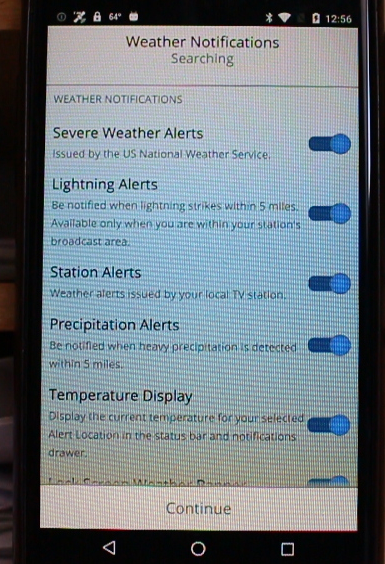 64° 12:56
Weather Notifications
Searching
WEATHER NOTIFICATIONS
Severe Weather Alerts
Issued by the US National Weather Service.
Lightning Alerts
Be notified when lightning strikes within 5 miles.
Available only when you are within your station's
broadcast area.
Station Alerts
Weather alerts issued by your local TV station.
Precipitation Alerts
Be notified when heavy precipitation is detected
within 5 miles.
Temperature Display
Display the current temperature for your selected
Alert Location in the status bar and notifications
drawer.
Lock Screen Weather Banner
Continue